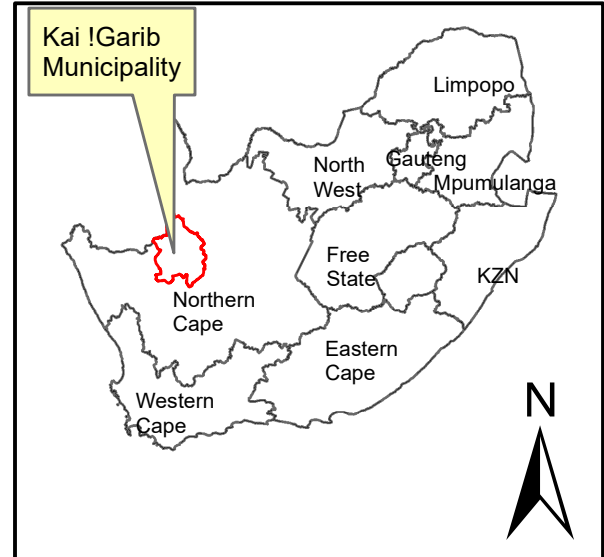 Kai !Garib
Municipality
Limpopo
Gauteng
North
West
Mpumulanga
Free
State
KZN
Northern
Cape
Eastern
Cape
Western
Cape
N